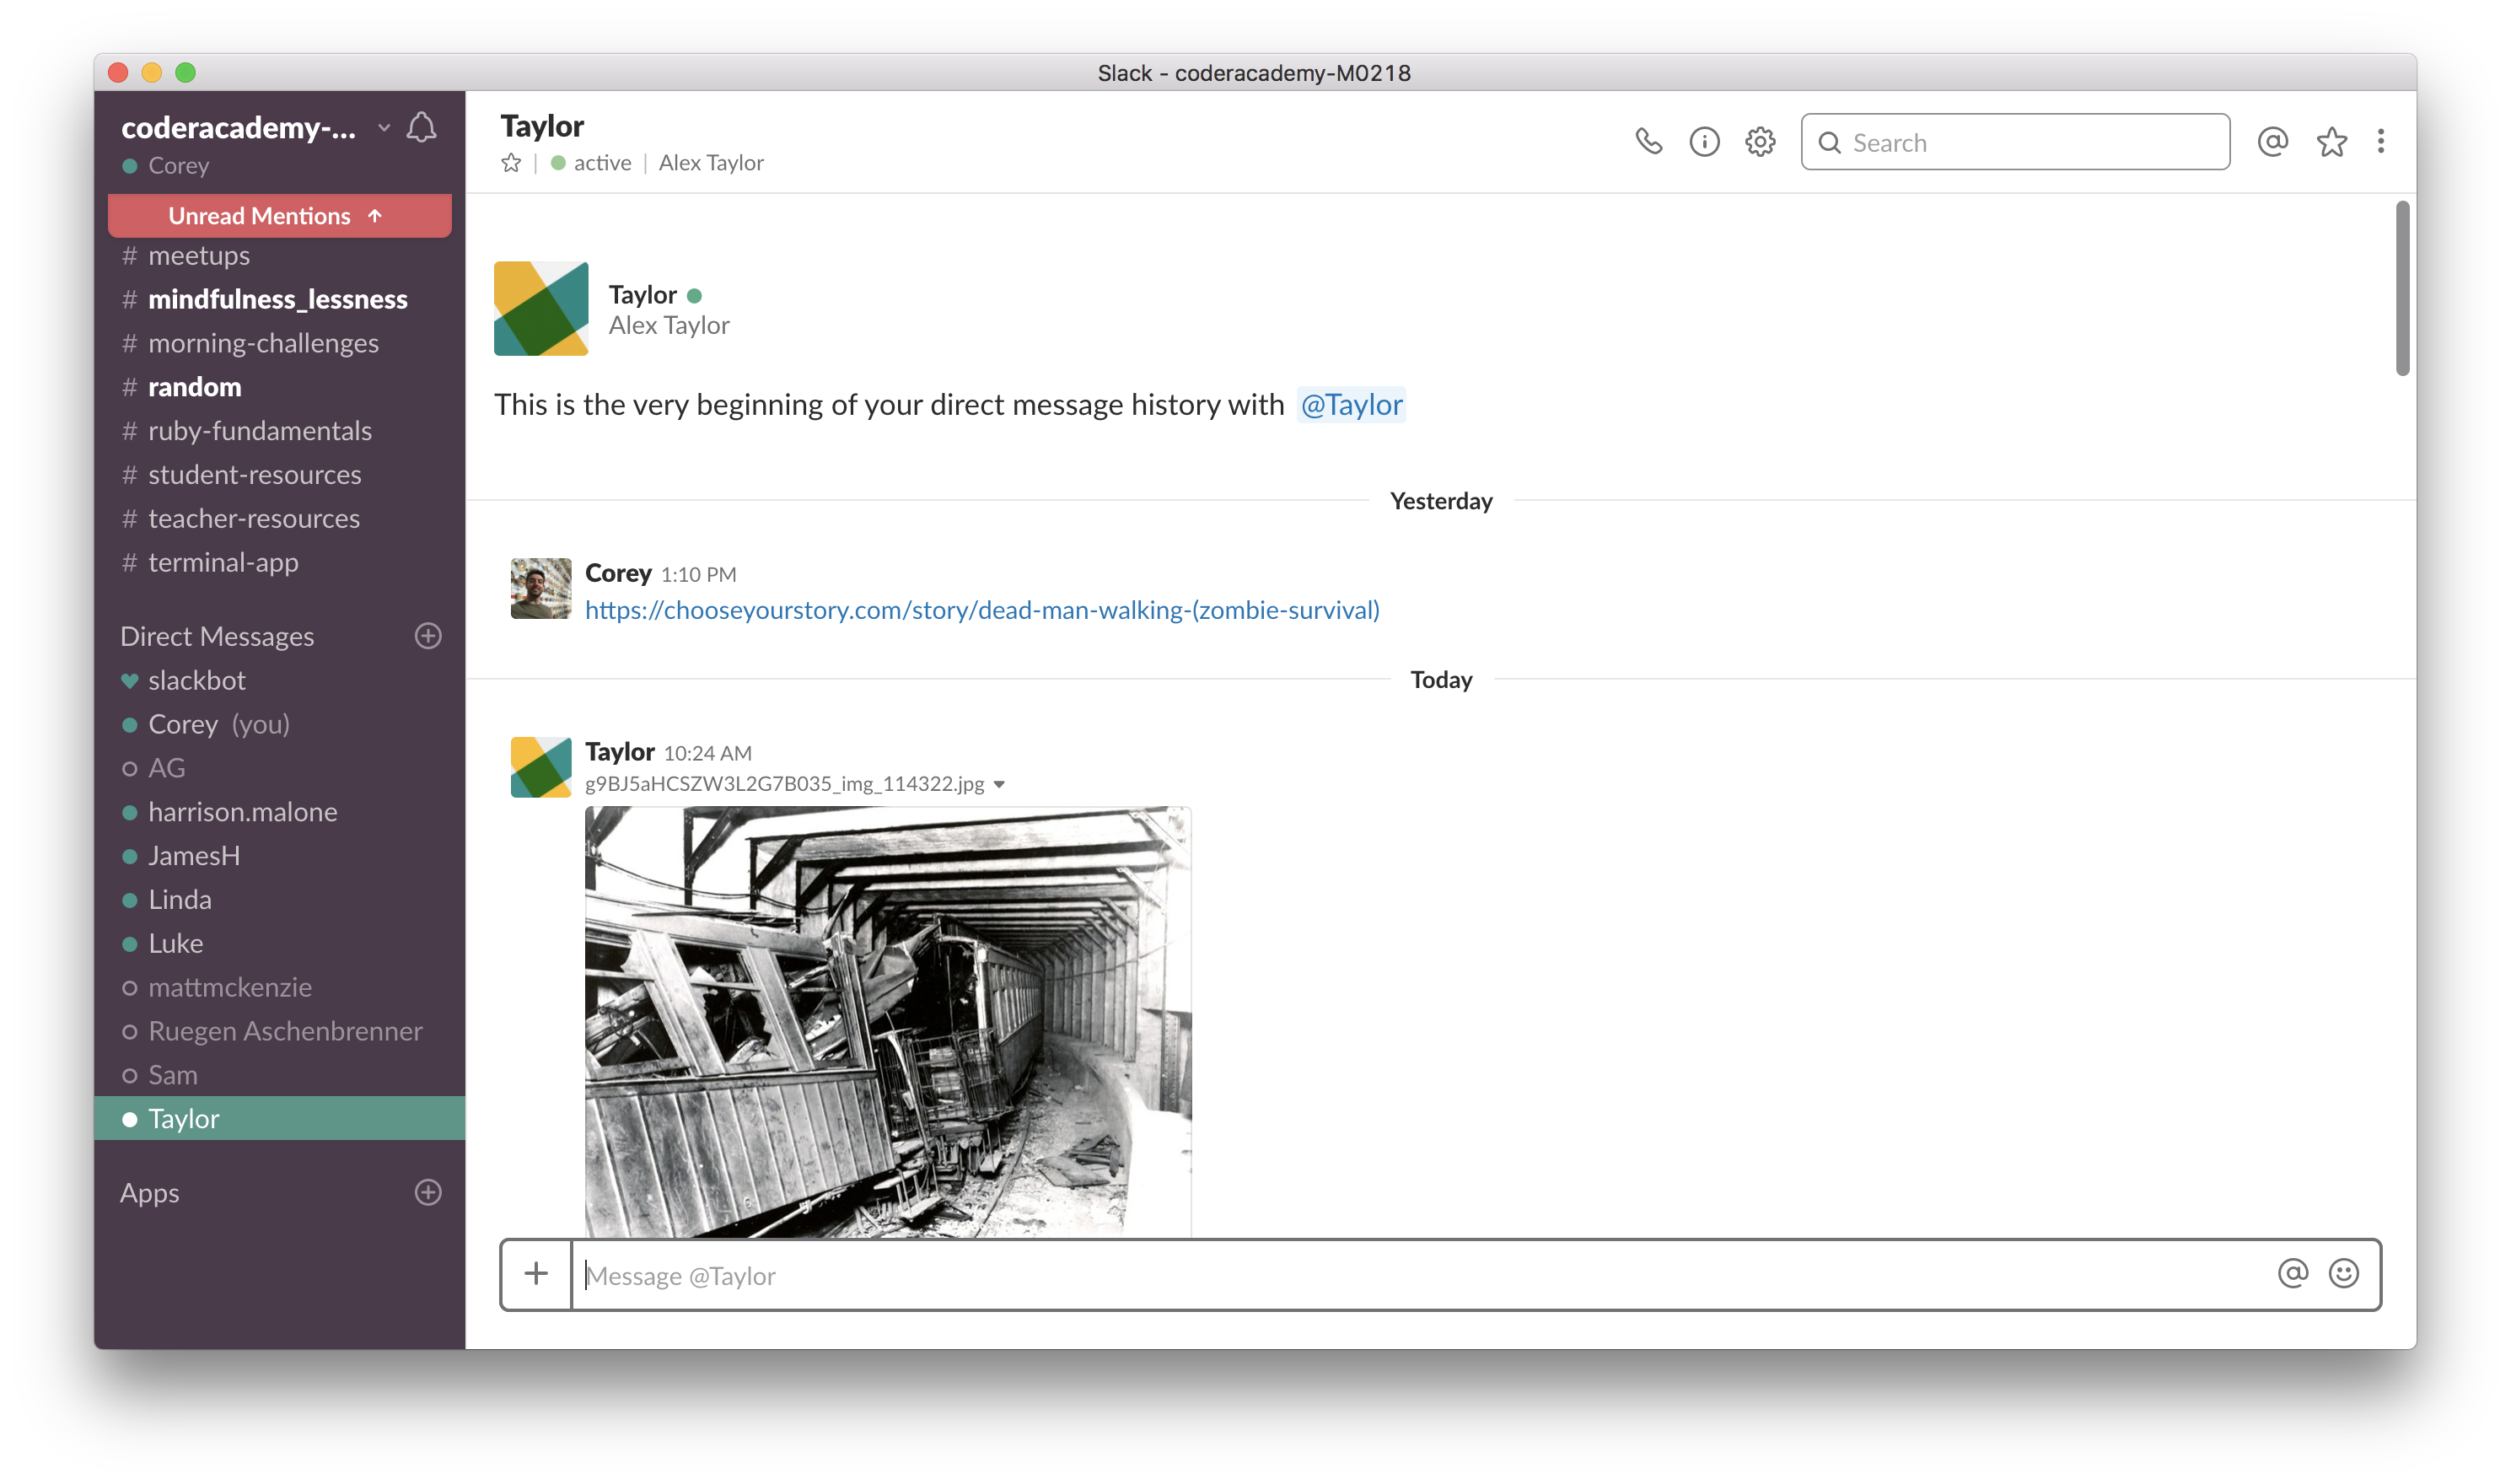 Slack - coderacademy-M0218
coderacademy-...
Corey
Unread Mentions ↑
# meetups
# mindfulness_lessness
# morning-challenges
# random
# ruby-fundamentals
# student-resources
# teacher-resources
# terminal-app
Direct Messages
slackbot
Corey (you)
AG
harrison.malone
JamesH
Linda
Luke
mattmckenzie
Ruegen Aschenbrenner
Sam
Taylor
Apps
Taylor
active | Alex Taylor
Search
Taylor
Alex Taylor
This is the very beginning of your direct message history with @Taylor
Yesterday
Corey 1:10 PM
https://chooseyourstory.com/story/dead-man-walking-(zombie-survival)
Today
Taylor 10:24 AM
g9BJ5aHCSZW3L2G7B035_img_114322.jpg
Message @Taylor